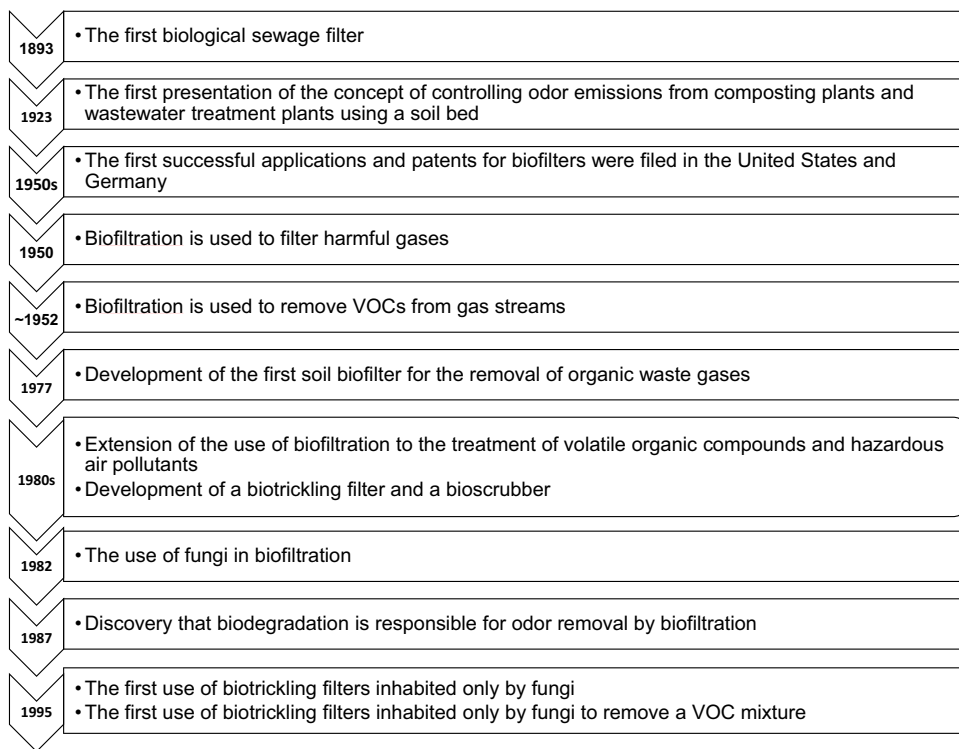 1893
• The first biological sewage filter
1923
• The first presentation of the concept of controlling odor emissions from composting plants and
wastewater treatment plants using a soil bed
1950s
• The first successful applications and patents for biofilters were filed in the United States and
Germany
1950
• Biofiltration is used to filter harmful gases
~1952
• Biofiltration is used to remove VOCs from gas streams
1977
• Development of the first soil biofilter for the removal of organic waste gases
1980s
• Extension of the use of biofiltration to the treatment of volatile organic compounds and hazardous
air pollutants
• Development of a biotrickling filter and a bioscrubber
1982
• The use of fungi in biofiltration
1987
• Discovery that biodegradation is responsible for odor removal by biofiltration
1995
• The first use of biotrickling filters inhabited only by fungi
• The first use of biotrickling filters inhabited only by fungi to remove a VOC mixture